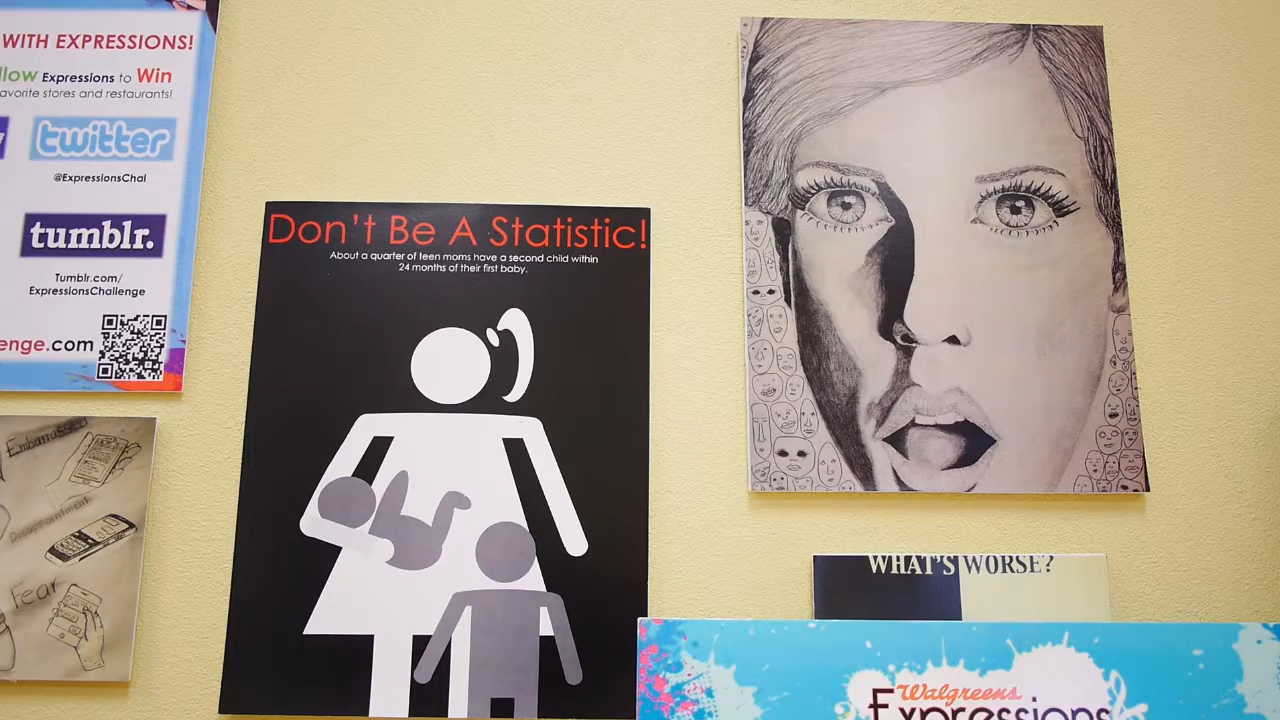 WITH EXPRESSIONS!
llow Expressions to Win
avorite stores and restaurants!
twitter
@ExpressionsChal
tumblr.
Tumblr.com/
ExpressionsChallenge
enge.com
Embarrassed
Disappointment
Fear
Don't Be A Statistic!
About a quarter of teen moms have a second child within
24 months of their first baby.
WHAT'S WORSE?
Walgreens
Expressions